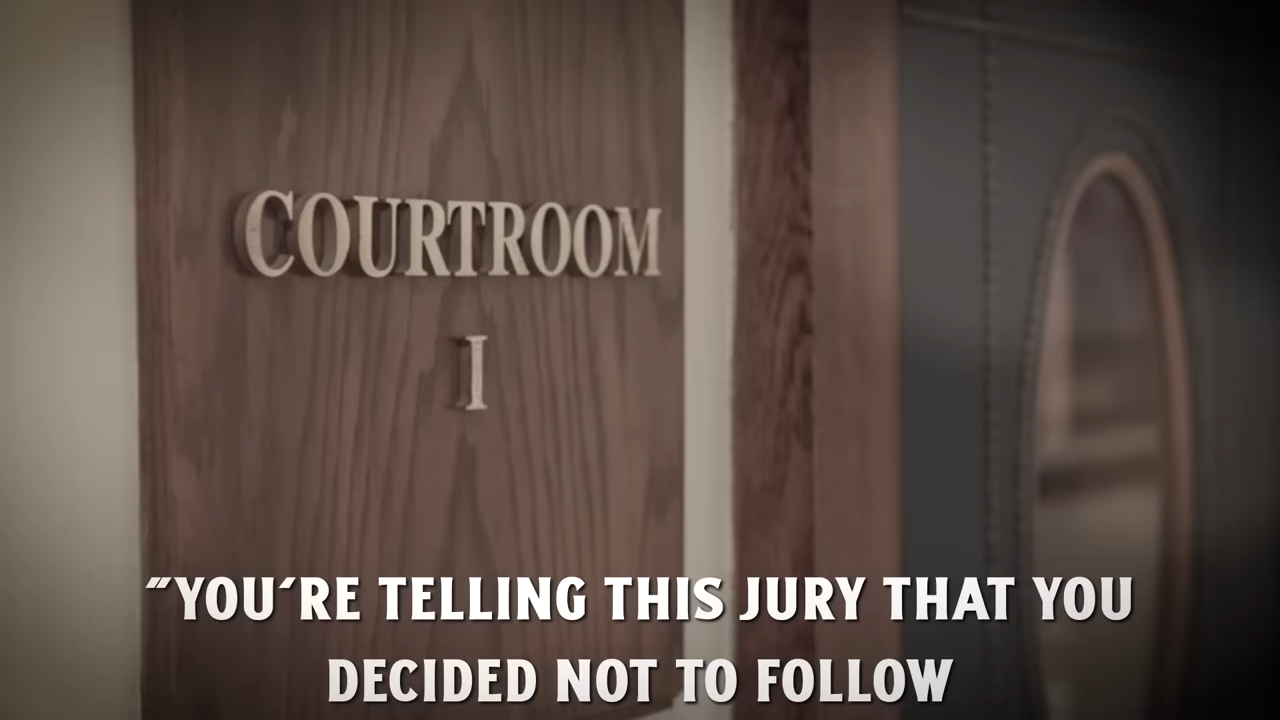 COURTROOM
I
"YOU'RE TELLING THIS JURY THAT YOU
DECIDED NOT TO FOLLOW